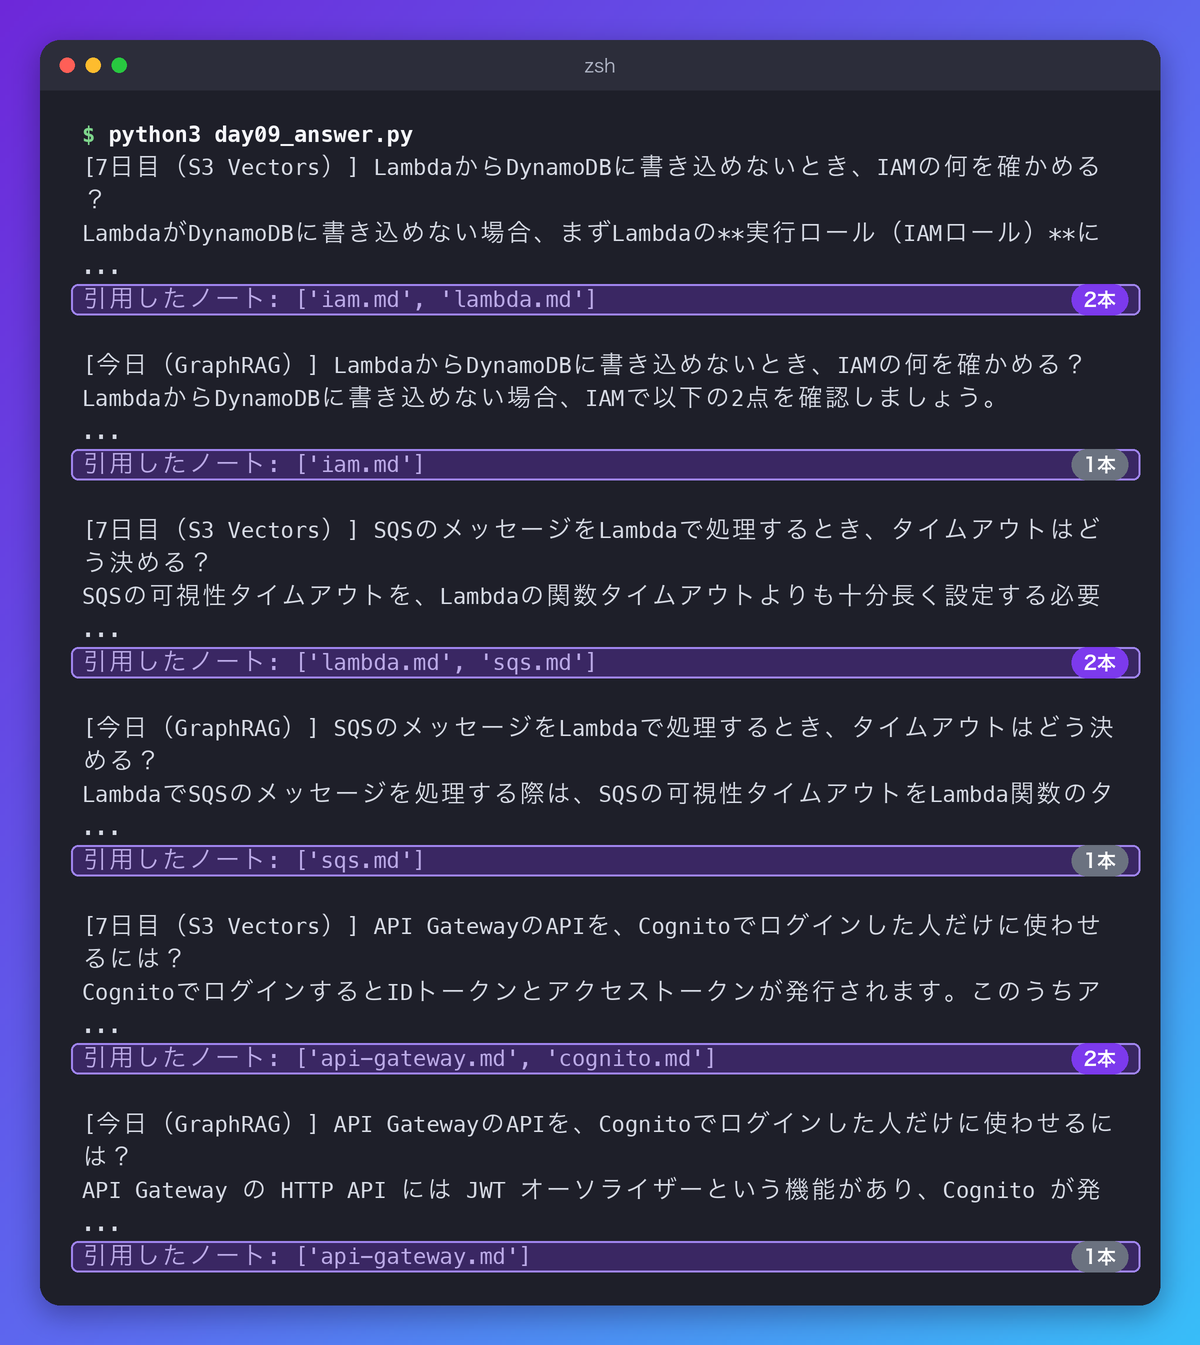 zsh
$ python3 day09_answer.py
[7日目（S3 Vectors）] LambdaからDynamoDBに書き込めないとき、IAMの何を確かめる
？
LambdaがDynamoDBに書き込めない場合、まずLambdaの**実行ロール（IAMロール）**に
...
引用したノート: ['iam.md', 'lambda.md'] 2本
[今日（GraphRAG）] LambdaからDynamoDBに書き込めないとき、IAMの何を確かめる？
LambdaからDynamoDBに書き込めない場合、IAMで以下の2点を確認しましょう。
...
引用したノート: ['iam.md'] 1本
[7日目（S3 Vectors）] SQSのメッセージをLambdaで処理するとき、タイムアウトはど
う決める？
SQSの可視性タイムアウトを、Lambdaの関数タイムアウトよりも十分長く設定する必要
...
引用したノート: ['lambda.md', 'sqs.md'] 2本
[今日（GraphRAG）] SQSのメッセージをLambdaで処理するとき、タイムアウトはどう決
める？
LambdaでSQSのメッセージを処理する際は、SQSの可視性タイムアウトをLambda関数のタ
...
引用したノート: ['sqs.md'] 1本
[7日目（S3 Vectors）] API GatewayのAPIを、Cognitoでログインした人だけに使わせ
るには？
CognitoでログインするとIDトークンとアクセストークンが発行されます。このうちア
...
引用したノート: ['api-gateway.md', 'cognito.md'] 2本
[今日（GraphRAG）] API GatewayのAPIを、Cognitoでログインした人だけに使わせるに
は？
API Gateway の HTTP API には JWT オーソライザーという機能があり、Cognito が発
...
引用したノート: ['api-gateway.md'] 1本